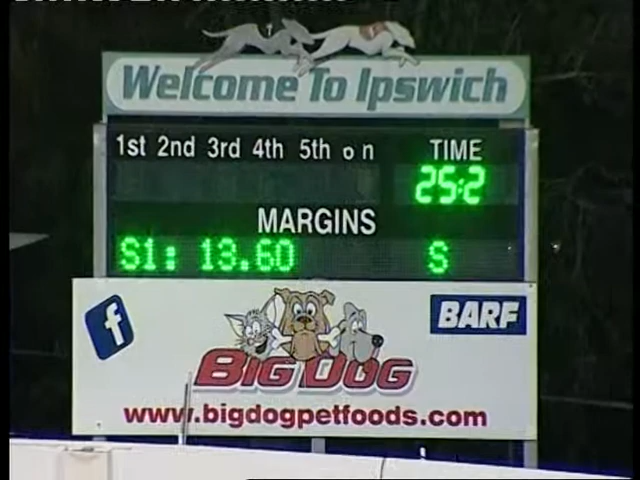 Welcome To Ipswich
1st 2nd 3rd 4th 5th on TIME
25:2
MARGINS
S1: 13.60 S
f BARF
BIG DOG
www.bigdogpetfoods.com